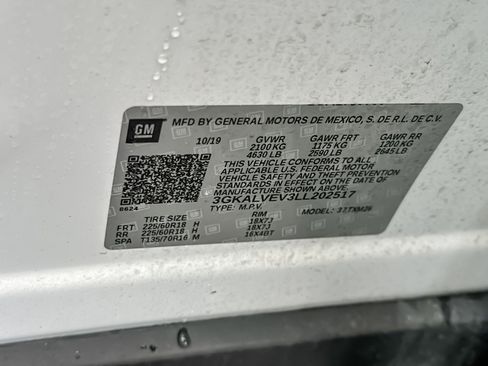 GM
MFD BY GENERAL MOTORS DE MEXICO, S. DE R.L. DE C.V.
10/19 GVWR GAWR FRT GAWR RR
2100 KG 1175 KG 1200 KG
4630 LB 2590 LB 2645 LB
THIS VEHICLE CONFORMS TO ALL
APPLICABLE U.S. FEDERAL MOTOR
VEHICLE SAFETY AND THEFT
PREVENTION STANDARDS IN EFFECT ON THE DATE OF
MANUFACTURE SHOWN ABOVE.
3GKALVEV3LL202517
8624
TYPE: M.P.V. MODEL:
TIRE SIZE RIM
FRT 225/60R18 H 18X7J
RR 225/60R18 H 18X7J
SPA T135/70R16 M 16X4BT